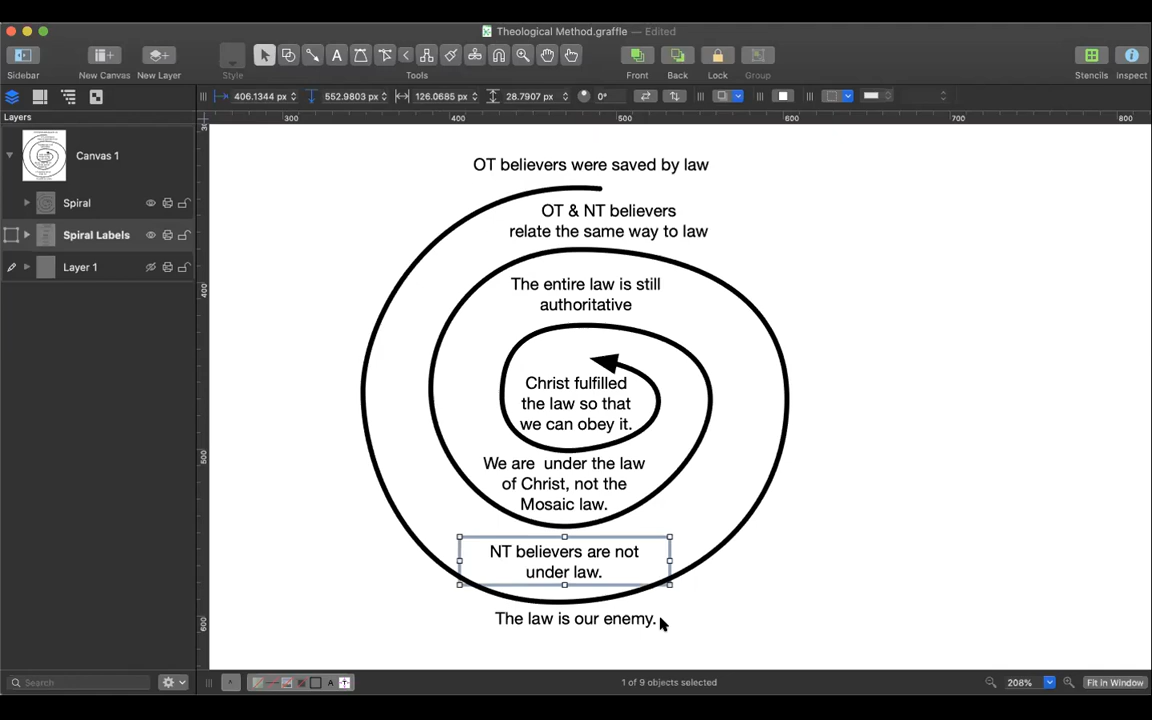 Theological Method.graffle — Edited
Sidebar
New Canvas
New Layer
Style
Tools
Front
Back
Lock
Group
Stencils
Inspect
406.1344 px
552.9803 px
126.0685 px
28.7907 px
0°
Layers
300
400
500
600
700
800
Canvas 1
Spiral
Spiral Labels
Layer 1
400
500
600
OT believers were saved by law
OT & NT believers
relate the same way to law
The entire law is still
authoritative
Christ fulfilled
the law so that
we can obey it.
We are  under the law
of Christ, not the
Mosaic law.
NT believers are not
under law.
The law is our enemy.
Search
1 of 9 objects selected
208%
Fit in Window